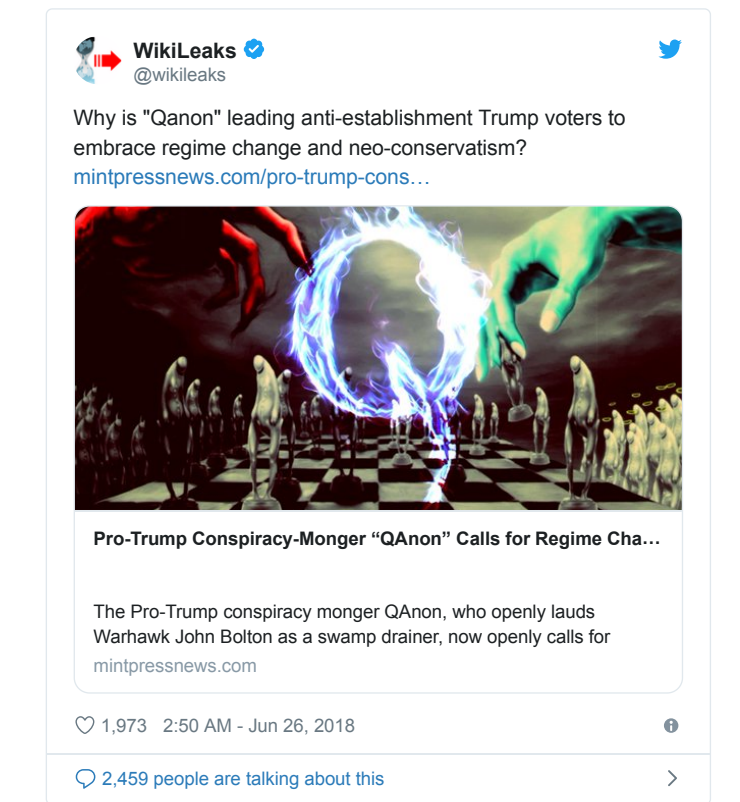 WikiLeaks
@wikileaks
Why is "Qanon" leading anti-establishment Trump voters to
embrace regime change and neo-conservatism?
mintpressnews.com/pro-trump-cons…
Pro-Trump Conspiracy-Monger “QAnon” Calls for Regime Cha…
The Pro-Trump conspiracy monger QAnon, who openly lauds
Warhawk John Bolton as a swamp drainer, now openly calls for
mintpressnews.com
1,973 2:50 AM - Jun 26, 2018
2,459 people are talking about this